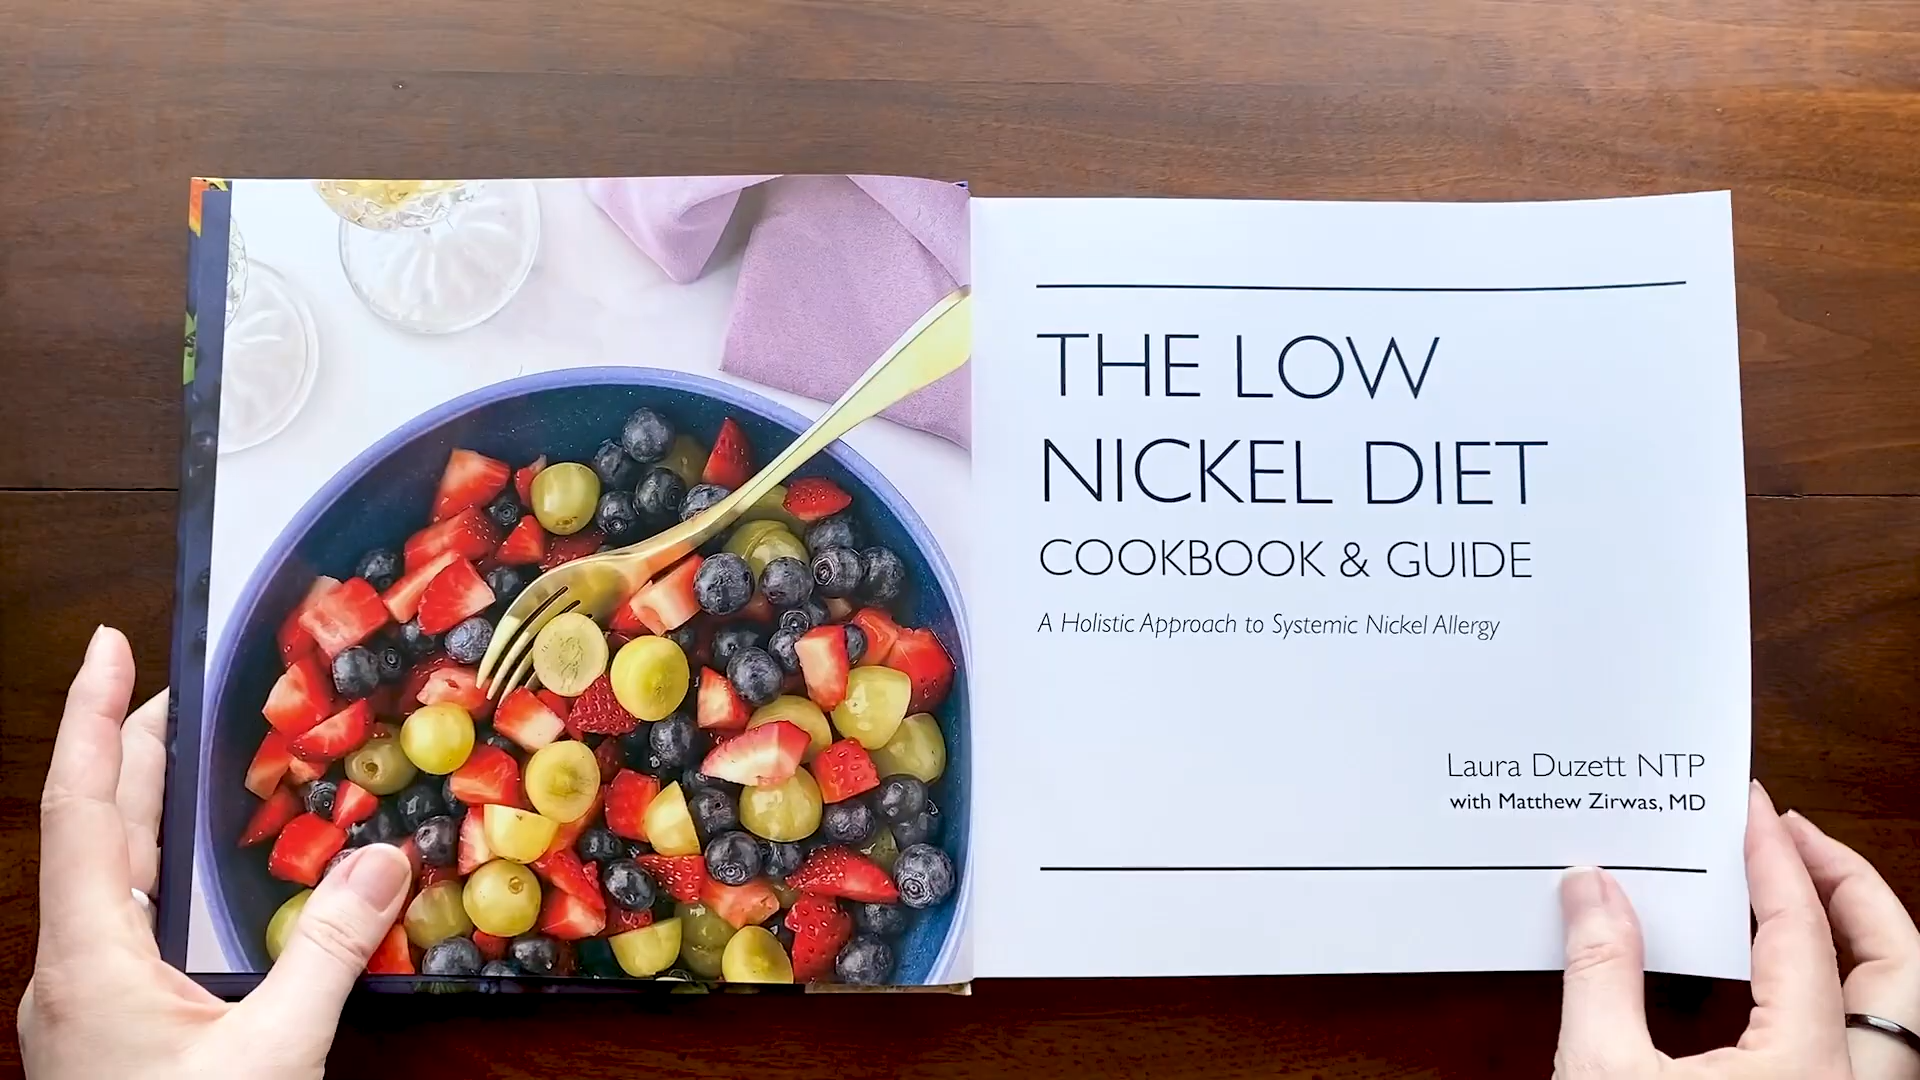 THE LOW
NICKEL DIET
COOKBOOK & GUIDE
A Holistic Approach to Systemic Nickel Allergy
Laura Duzett NTP
with Matthew Zirwas, MD